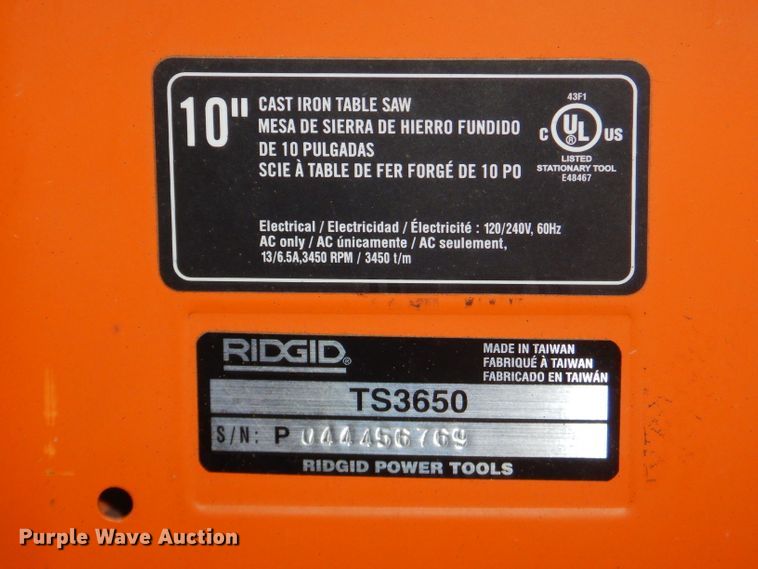 10"
CAST IRON TABLE SAW
MESA DE SIERRA DE HIERRO FUNDIDO
DE 10 PULGADAS
SCIE À TABLE DE FER FORGÉ DE 10 PO
43F1
C UL ® US
LISTED
STATIONARY TOOL
E48467
Electrical / Electricidad / Électricité : 120/240V, 60Hz
AC only / AC únicamente / AC seulement,
13/6.5A,3450 RPM / 3450 t/m
RIDGID®
MADE IN TAIWAN
FABRIQUÉ À TAIWAN
FABRICADO EN TAIWÁN
TS3650
S/N: P 044456769
RIDGID POWER TOOLS
Purple Wave Auction